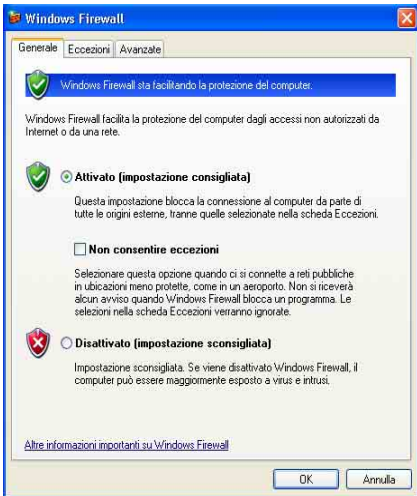 Windows Firewall
Generale Eccezioni Avanzate
Windows Firewall sta facilitando la protezione del computer.
Windows Firewall facilita la protezione del computer dagli accessi non autorizzati da
Internet o da una rete.
Attivato (impostazione consigliata)
Questa impostazione blocca la connessione al computer da parte di
tutte le origini esterne, tranne quelle selezionate nella scheda Eccezioni.
Non consentire eccezioni
Selezionare questa opzione quando ci si connette a reti pubbliche
in ubicazioni meno protette, come in un aeroporto. Non si riceverà
alcun avviso quando Windows Firewall blocca un programma. Le
selezioni nella scheda Eccezioni verranno ignorate.
Disattivato (impostazione sconsigliata)
Impostazione sconsigliata. Se viene disattivato Windows Firewall, il
computer può essere maggiormente esposto a virus e intrusi.
Altre informazioni importanti su Windows Firewall
OK Annulla